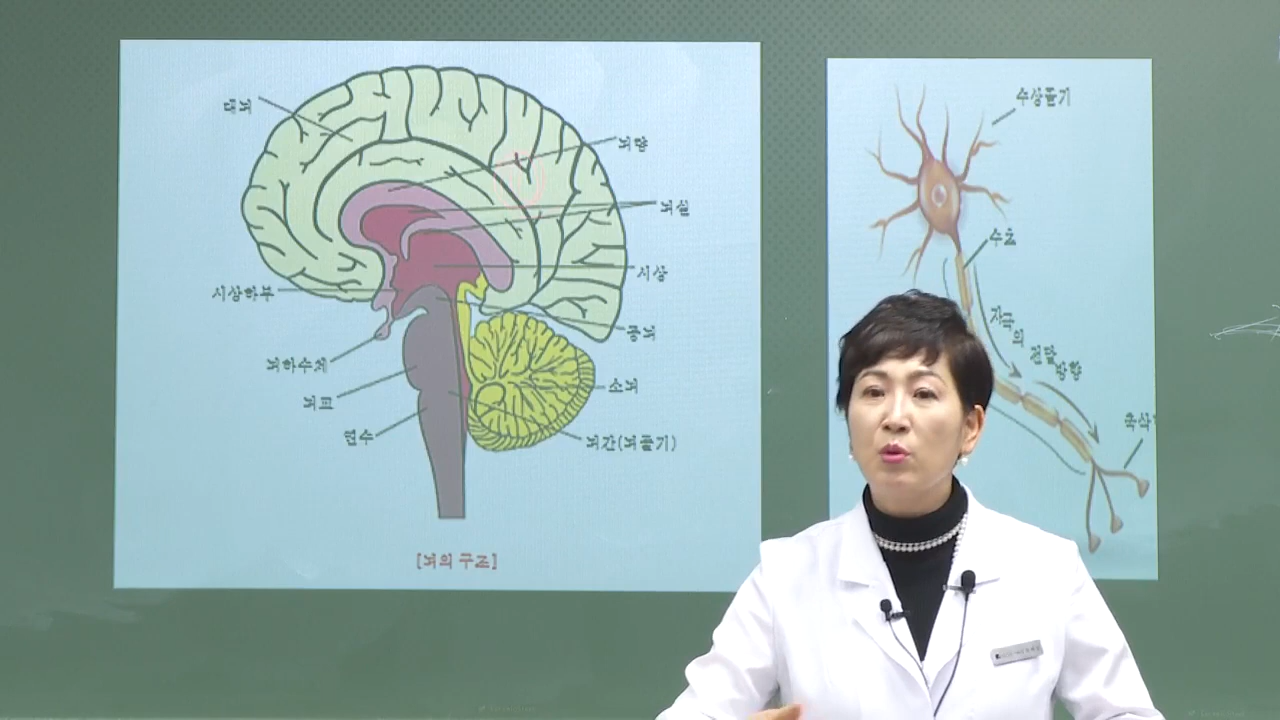 대뇌
뇌량
뇌실
시상
시상하부
중뇌
뇌하수체
소뇌
뇌교
연수
뇌간(뇌줄기)
[뇌의 구조]
수상돌기
수초
자극의 전달 방향
축삭